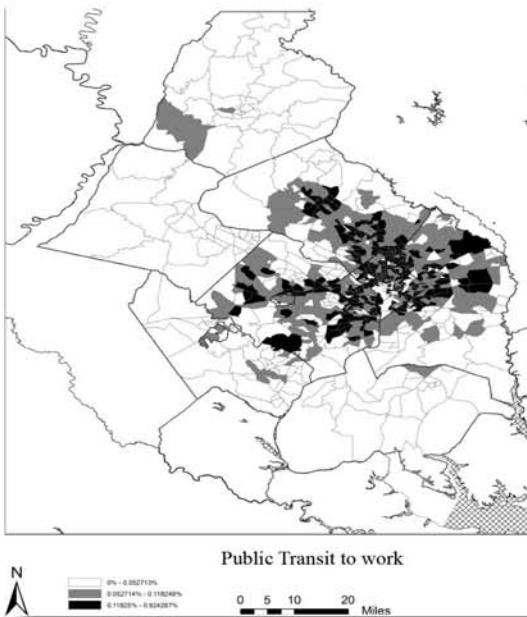 Public Transit to work
N
0% - 0.052713%
0.052714% - 0.118249%
0.11825% - 0.924267%
0 5 10 20
Miles